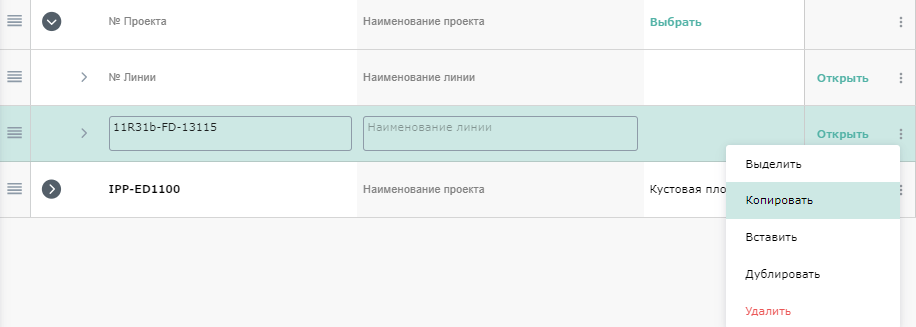 № Проекта Наименование проекта Выбрать
№ Линии Наименование линии Открыть
11R31b-FD-13115 Наименование линии Открыть
IPP-ED1100 Наименование проекта Кустовая пло
Выделить
Копировать
Вставить
Дублировать
Удалить